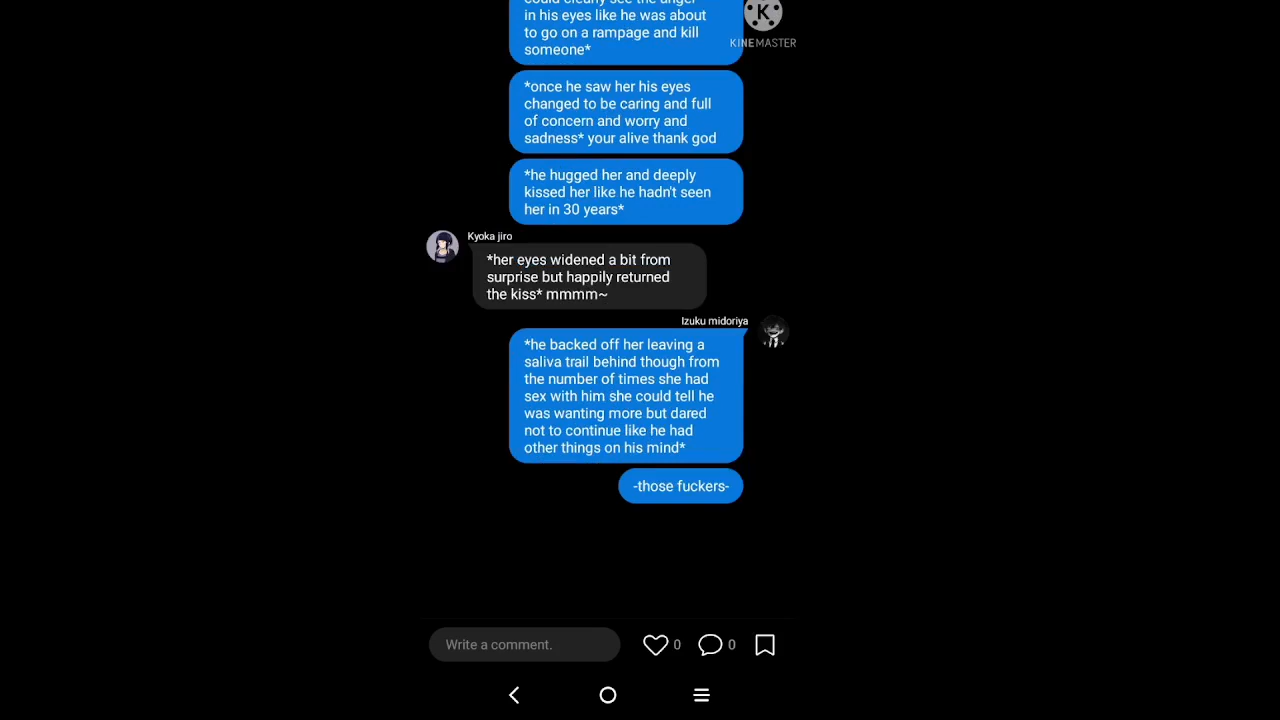 could clearly see the anger
in his eyes like he was about
to go on a rampage and kill
someone*
K
KINEMASTER
*once he saw her his eyes
changed to be caring and full
of concern and worry and
sadness* your alive thank god
*he hugged her and deeply
kissed her like he hadn't seen
her in 30 years*
Kyoka jiro
*her eyes widened a bit from
surprise but happily returned
the kiss* mmmm~
Izuku midoriya
*he backed off her leaving a
saliva trail behind though from
the number of times she had
sex with him she could tell he
was wanting more but dared
not to continue like he had
other things on his mind*
-those fuckers-
Write a comment.
0
0